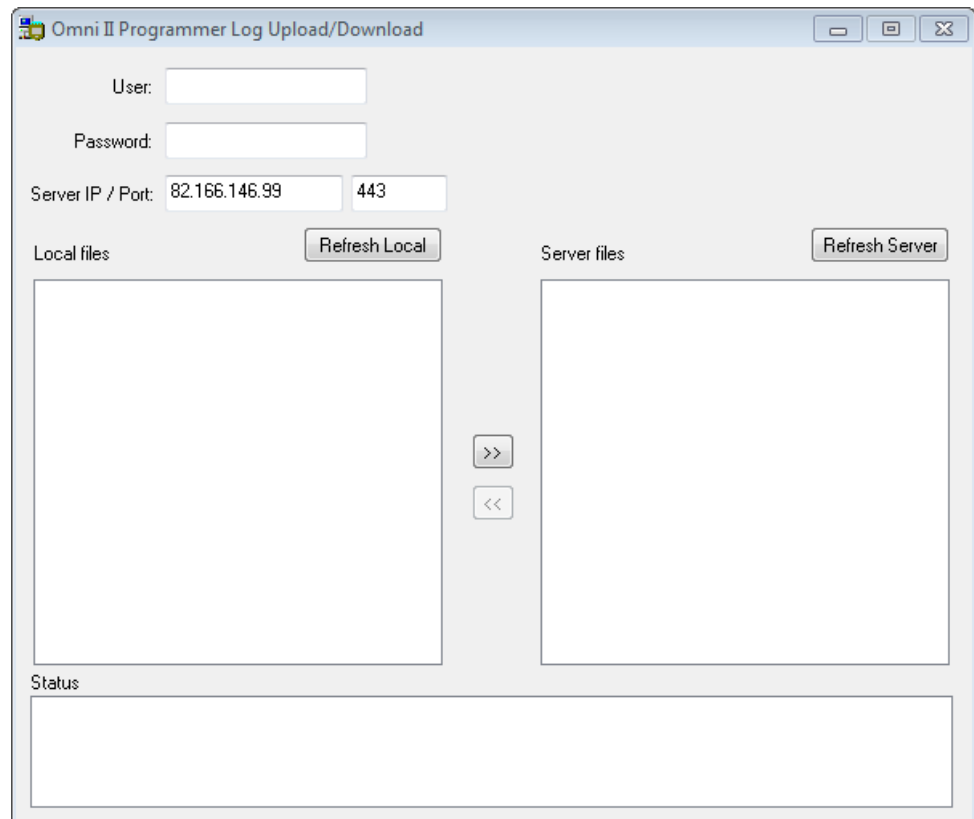 Omni II Programmer Log Upload/Download
User:
Password:
Server IP / Port: 82.166.146.99 443
Local files Refresh Local Server files Refresh Server
>>
<<
Status